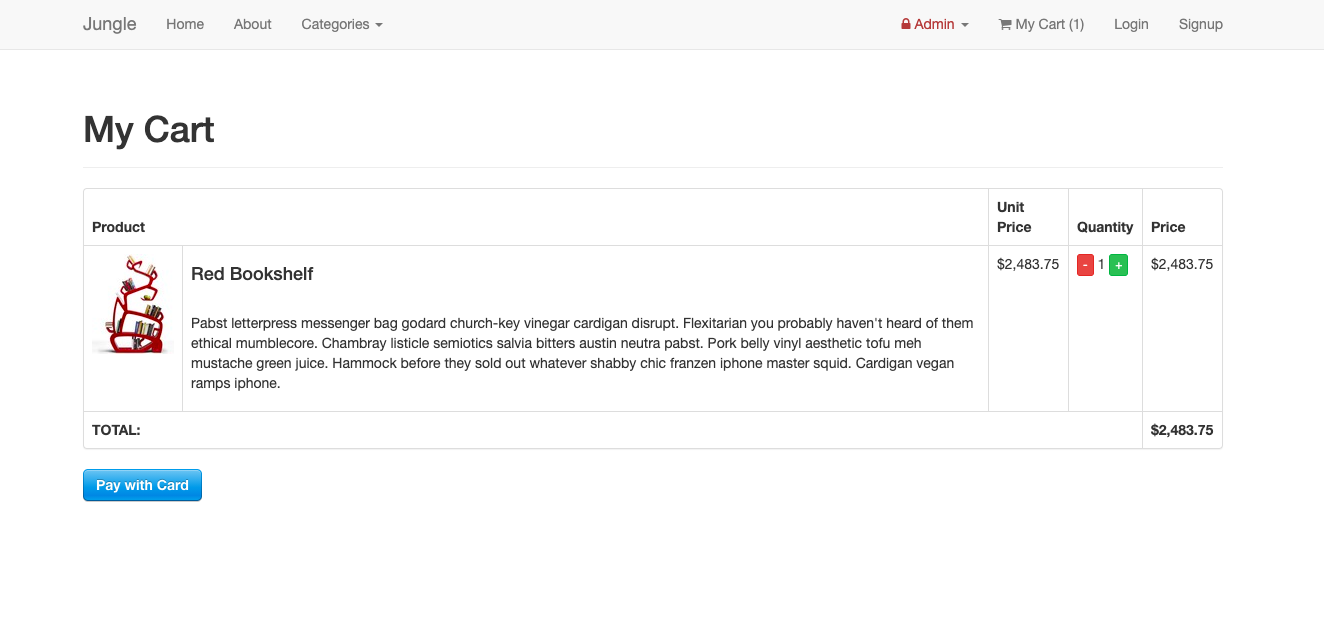 Jungle Home About Categories Admin My Cart (1) Login Signup
My Cart
Product Unit Price Quantity Price
Red Bookshelf $2,483.75 - 1 + $2,483.75
Pabst letterpress messenger bag godard church-key vinegar cardigan disrupt. Flexitarian you probably haven't heard of them
ethical mumblecore. Chambray listicle semiotics salvia bitters austin neutra pabst. Pork belly vinyl aesthetic tofu meh
mustache green juice. Hammock before they sold out whatever shabby chic franzen iphone master squid. Cardigan vegan
ramps iphone.
TOTAL: $2,483.75
Pay with Card